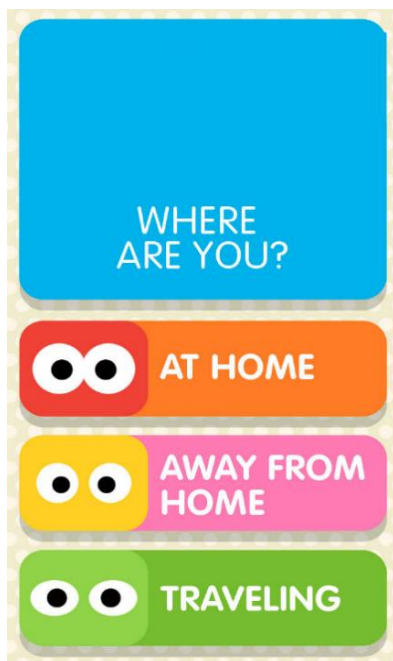 WHERE
ARE YOU?
AT HOME
AWAY FROM
HOME
TRAVELING